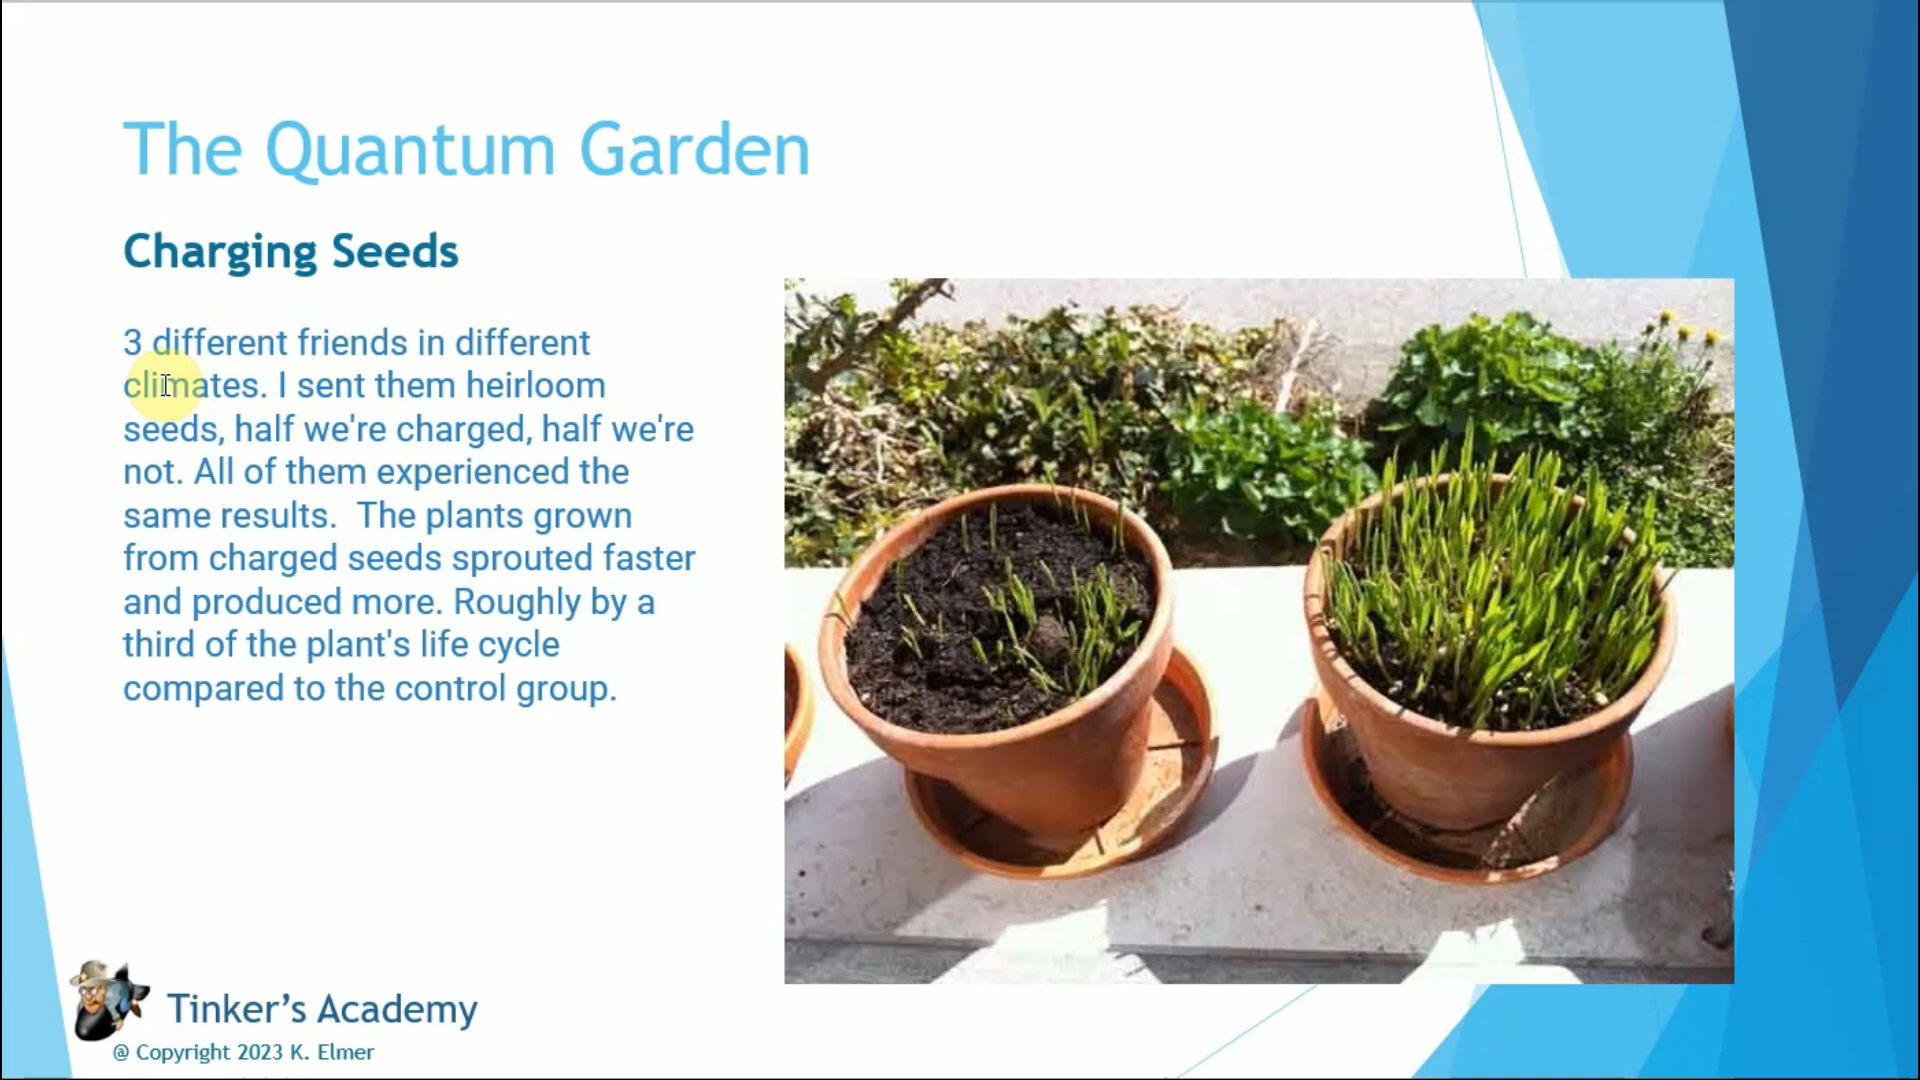 The Quantum Garden
Charging Seeds
3 different friends in different
climates. I sent them heirloom
seeds, half we're charged, half we're
not. All of them experienced the
same results.  The plants grown
from charged seeds sprouted faster
and produced more. Roughly by a
third of the plant's life cycle
compared to the control group.
Tinker’s Academy
@ Copyright 2023 K. Elmer